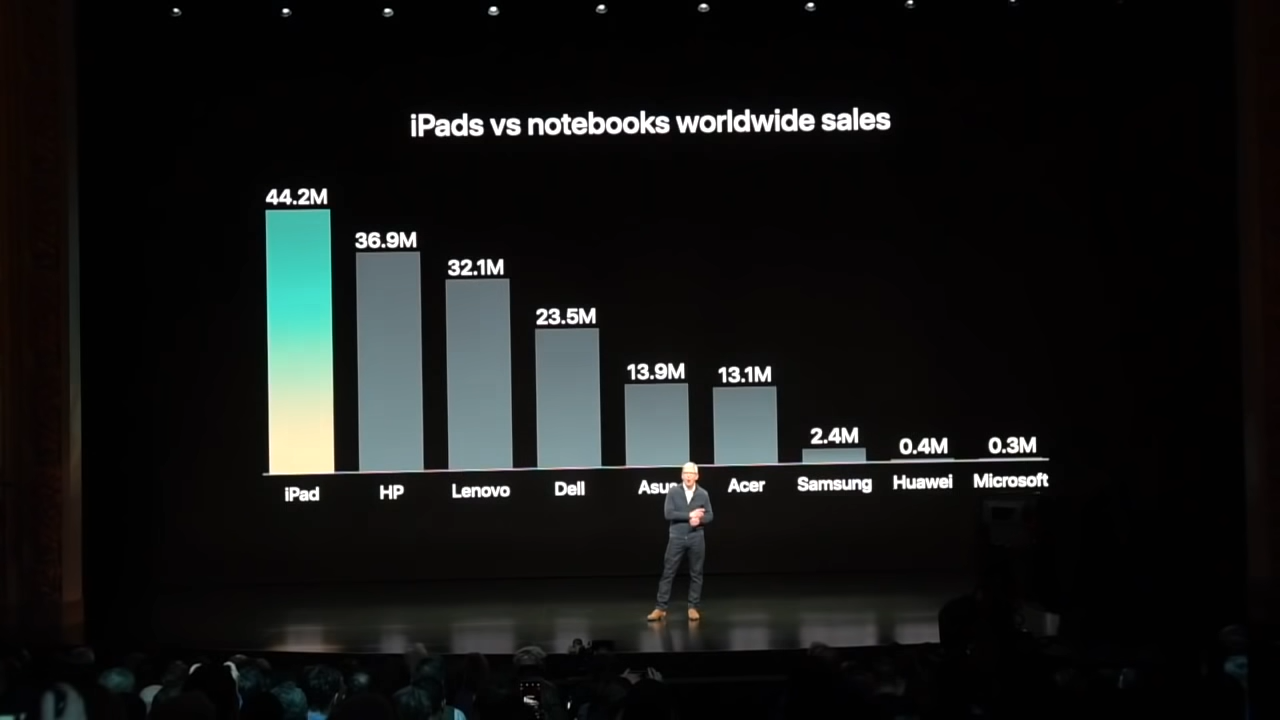 iPads vs notebooks worldwide sales
44.2M
36.9M
32.1M
23.5M
13.9M
13.1M
2.4M
0.4M
0.3M
iPad
HP
Lenovo
Dell
Asus
Acer
Samsung
Huawei
Microsoft